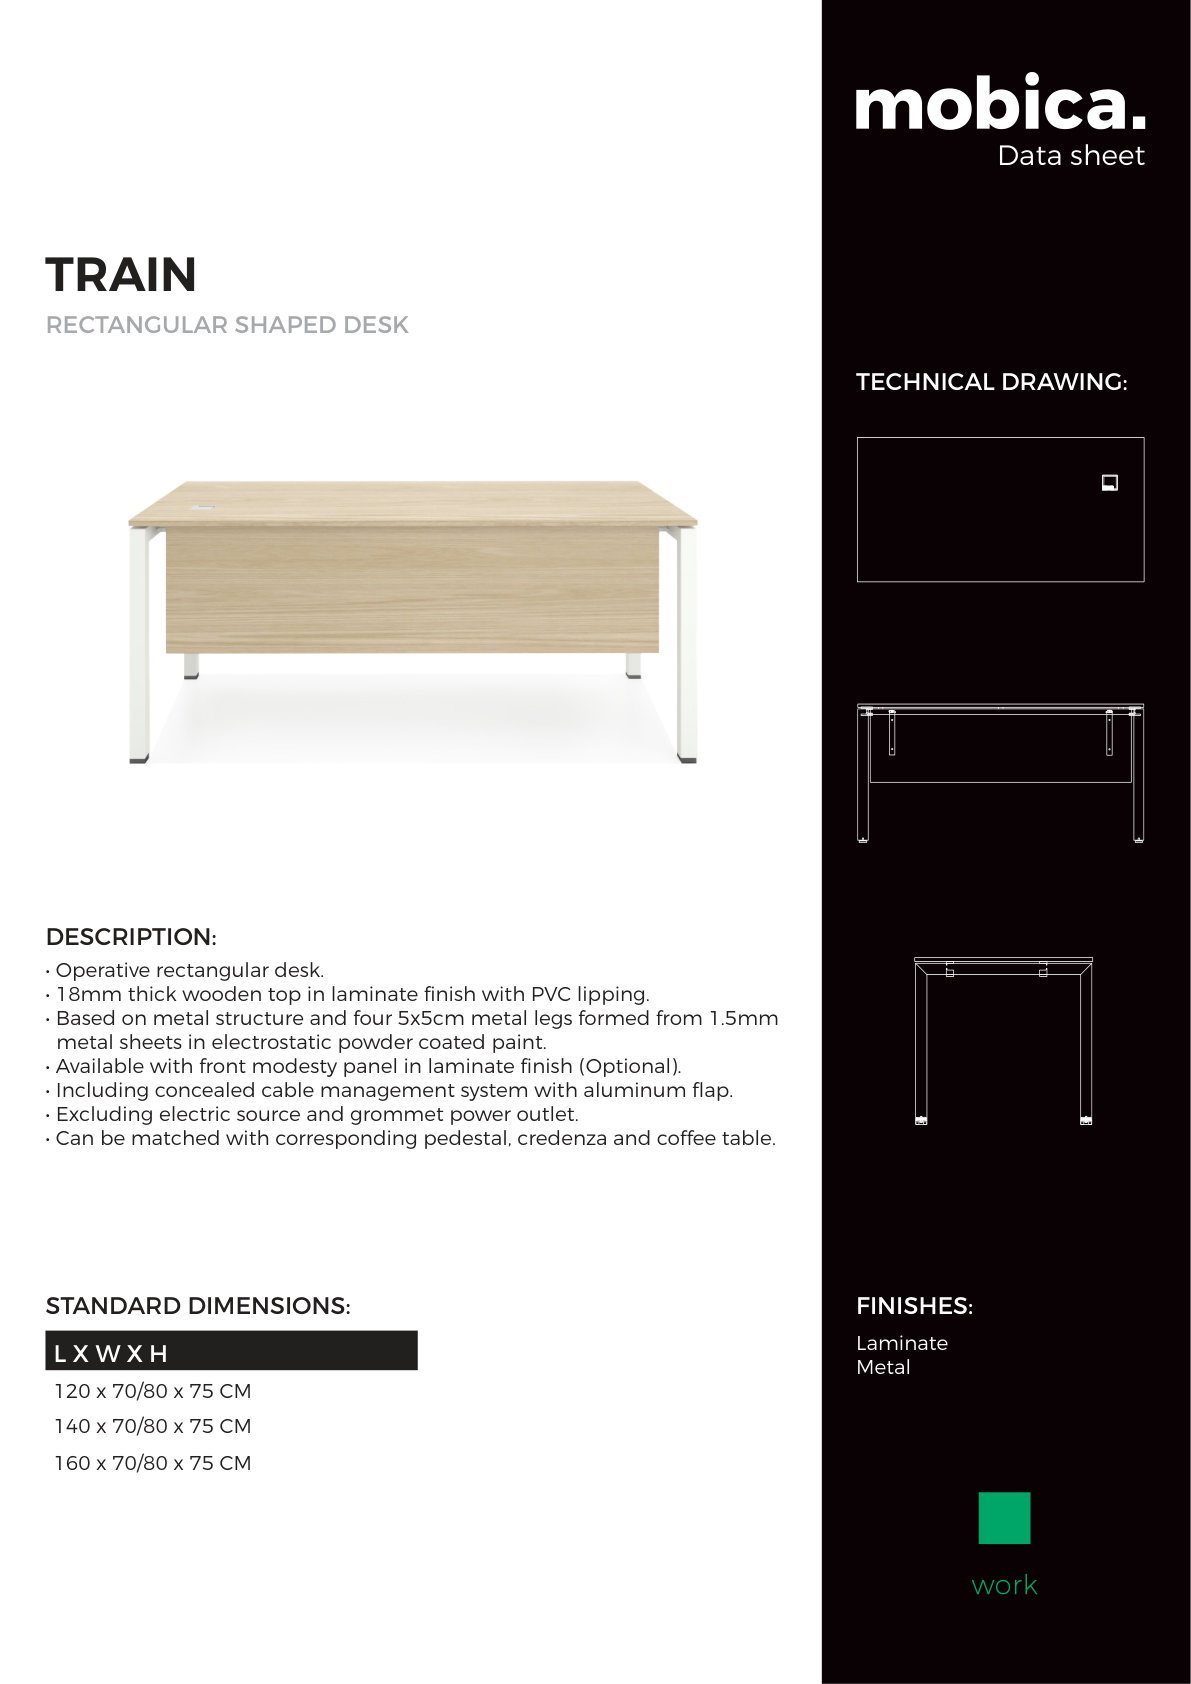 mobica.
Data sheet
TRAIN
RECTANGULAR SHAPED DESK
TECHNICAL DRAWING:
DESCRIPTION:
• Operative rectangular desk.
• 18mm thick wooden top in laminate finish with PVC lipping.
• Based on metal structure and four 5x5cm metal legs formed from 1.5mm
metal sheets in electrostatic powder coated paint.
• Available with front modesty panel in laminate finish (Optional).
• Including concealed cable management system with aluminum flap.
• Excluding electric source and grommet power outlet.
• Can be matched with corresponding pedestal, credenza and coffee table.
STANDARD DIMENSIONS:
L X W X H
120 x 70/80 x 75 CM
140 x 70/80 x 75 CM
160 x 70/80 x 75 CM
FINISHES:
Laminate
Metal
work